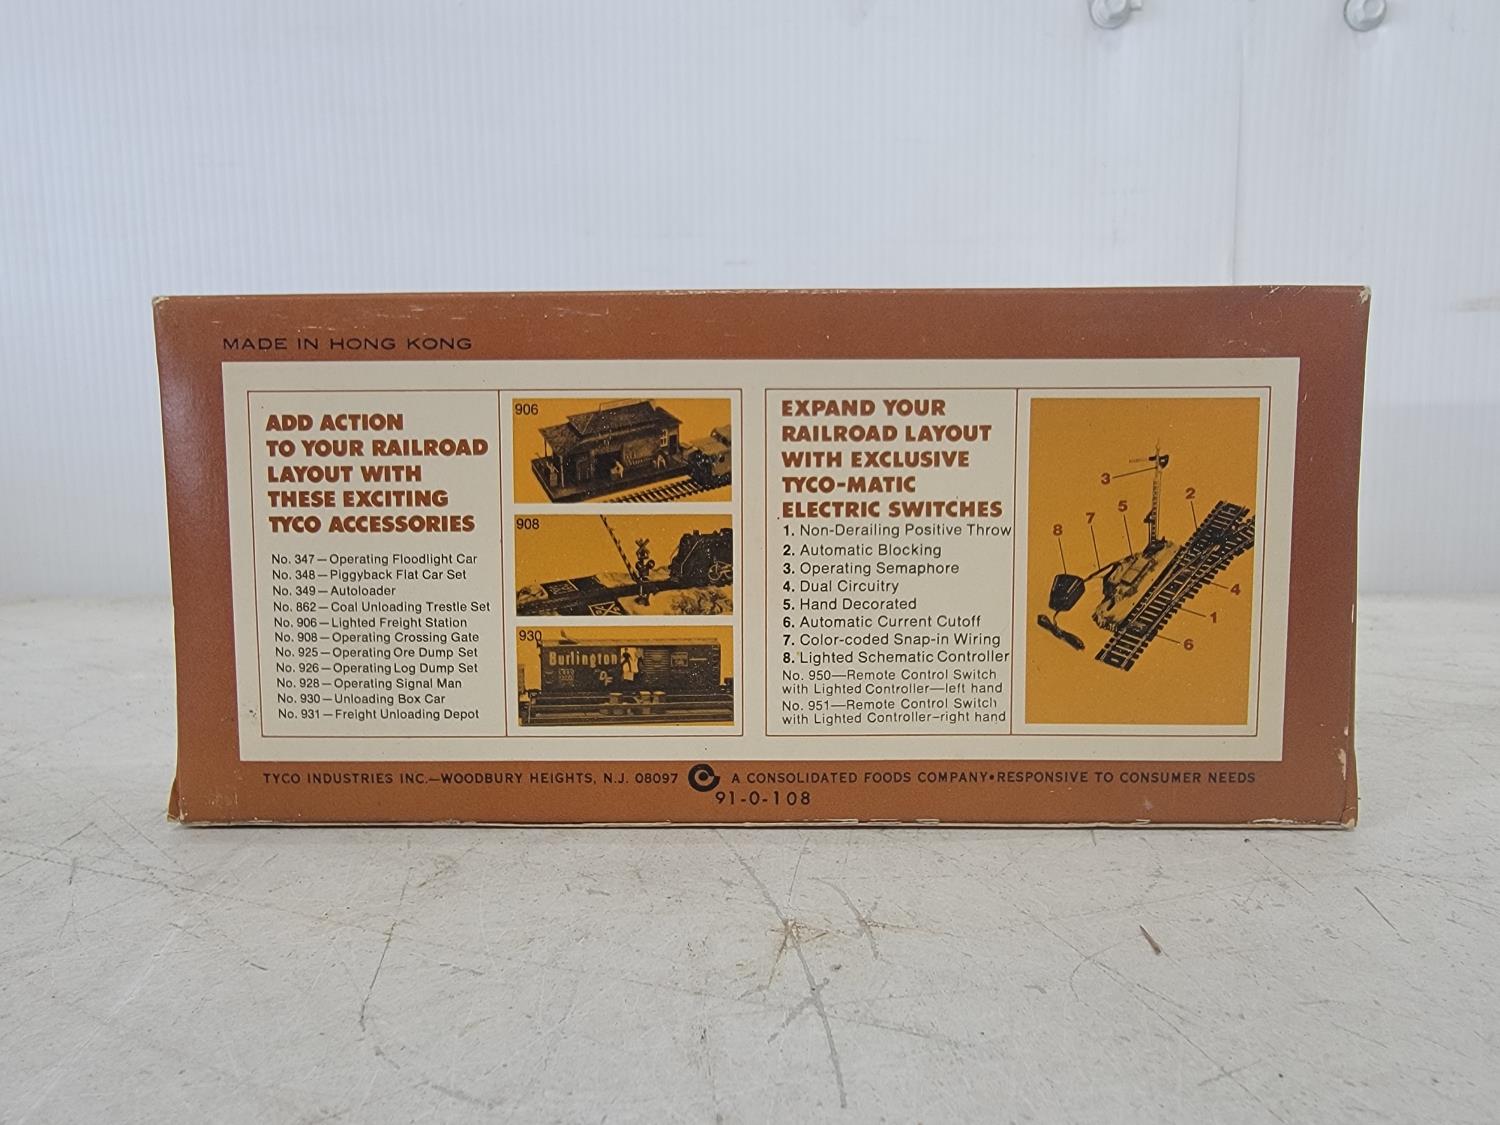 MADE IN HONG KONG
ADD ACTION
TO YOUR RAILROAD
LAYOUT WITH
THESE EXCITING
TYCO ACCESSORIES
No. 347—Operating Floodlight Car
No. 348—Piggyback Flat Car Set
No. 349—Autoloader
No. 862—Coal Unloading Trestle Set
No. 906—Lighted Freight Station
No. 908—Operating Crossing Gate
No. 925—Operating Ore Dump Set
No. 926—Operating Log Dump Set
No. 928—Operating Signal Man
No. 930—Unloading Box Car
No. 931—Freight Unloading Depot
906
908
930
Burlington
EXPAND YOUR
RAILROAD LAYOUT
WITH EXCLUSIVE
TYCO-MATIC
ELECTRIC SWITCHES
1. Non-Derailing Positive Throw
2. Automatic Blocking
3. Operating Semaphore
4. Dual Circuitry
5. Hand Decorated
6. Automatic Current Cutoff
7. Color-coded Snap-in Wiring
8. Lighted Schematic Controller
No. 950—Remote Control Switch
with Lighted Controller—left hand
No. 951—Remote Control Switch
with Lighted Controller—right hand
3
2
5
7
8
4
1
6
TYCO INDUSTRIES INC.—WOODBURY HEIGHTS, N.J. 08097 A CONSOLIDATED FOODS COMPANY•RESPONSIVE TO CONSUMER NEEDS
91-0-108